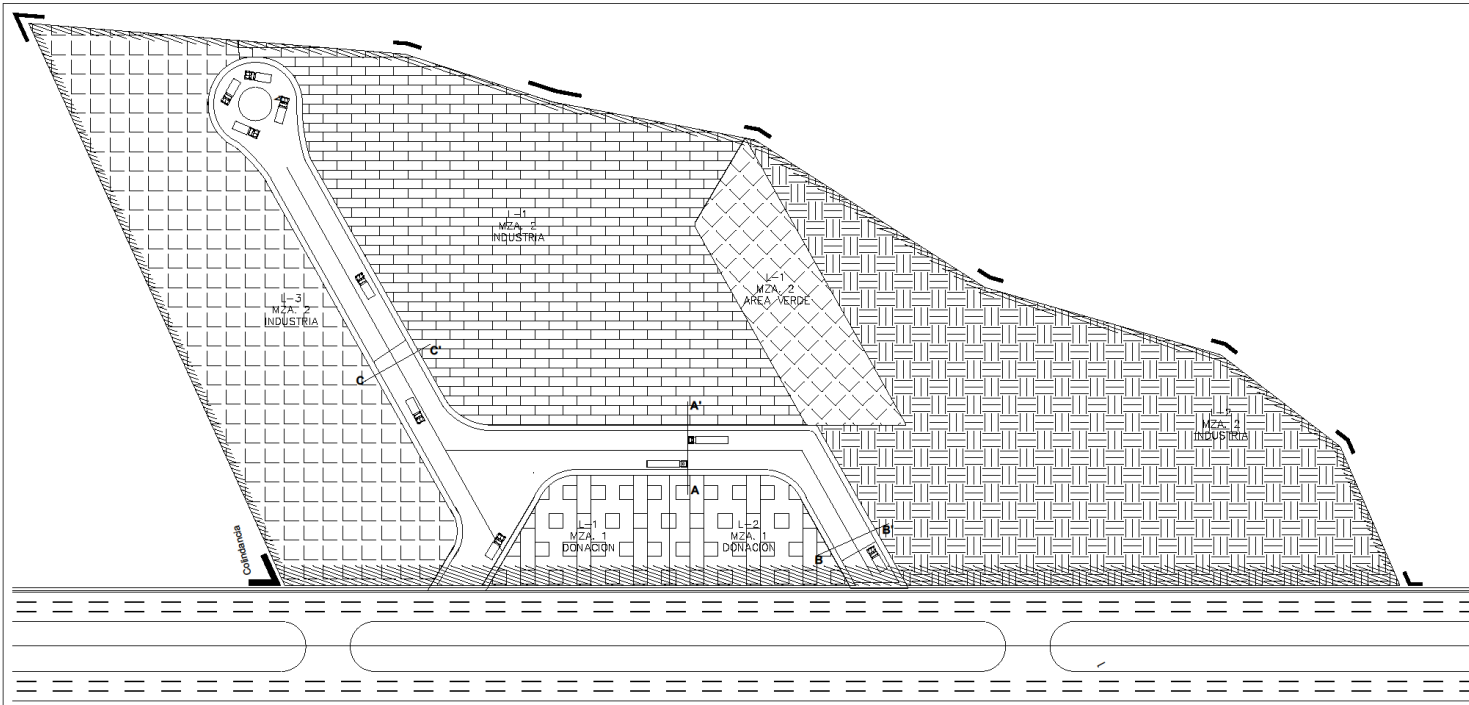 L-1
MZA. 2
INDUSTRIA
L-1
MZA. 2
AREA VERDE
L-3
MZA. 2
INDUSTRIA
C'
C
A'
L-2
MZA. 2
INDUSTRIA
A
L-1
MZA. 1
DONACION
L-2
MZA. 1
DONACION
B'
B
Colindancia